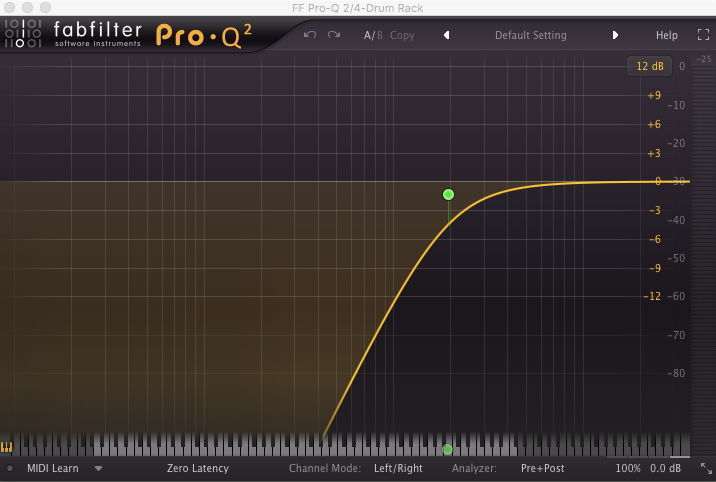 FF Pro-Q 2/4-Drum Rack
fabfilter
software instruments
Pro·Q2
A/B Copy
Default Setting
Help
12 dB
0
-25
+9
-10
+6
-20
+3
0
-30
-3
-40
-6
-50
-9
-12
-60
-70
-80
MIDI Learn
Zero Latency
Channel Mode: Left/Right
Analyzer: Pre+Post
100% 0.0 dB